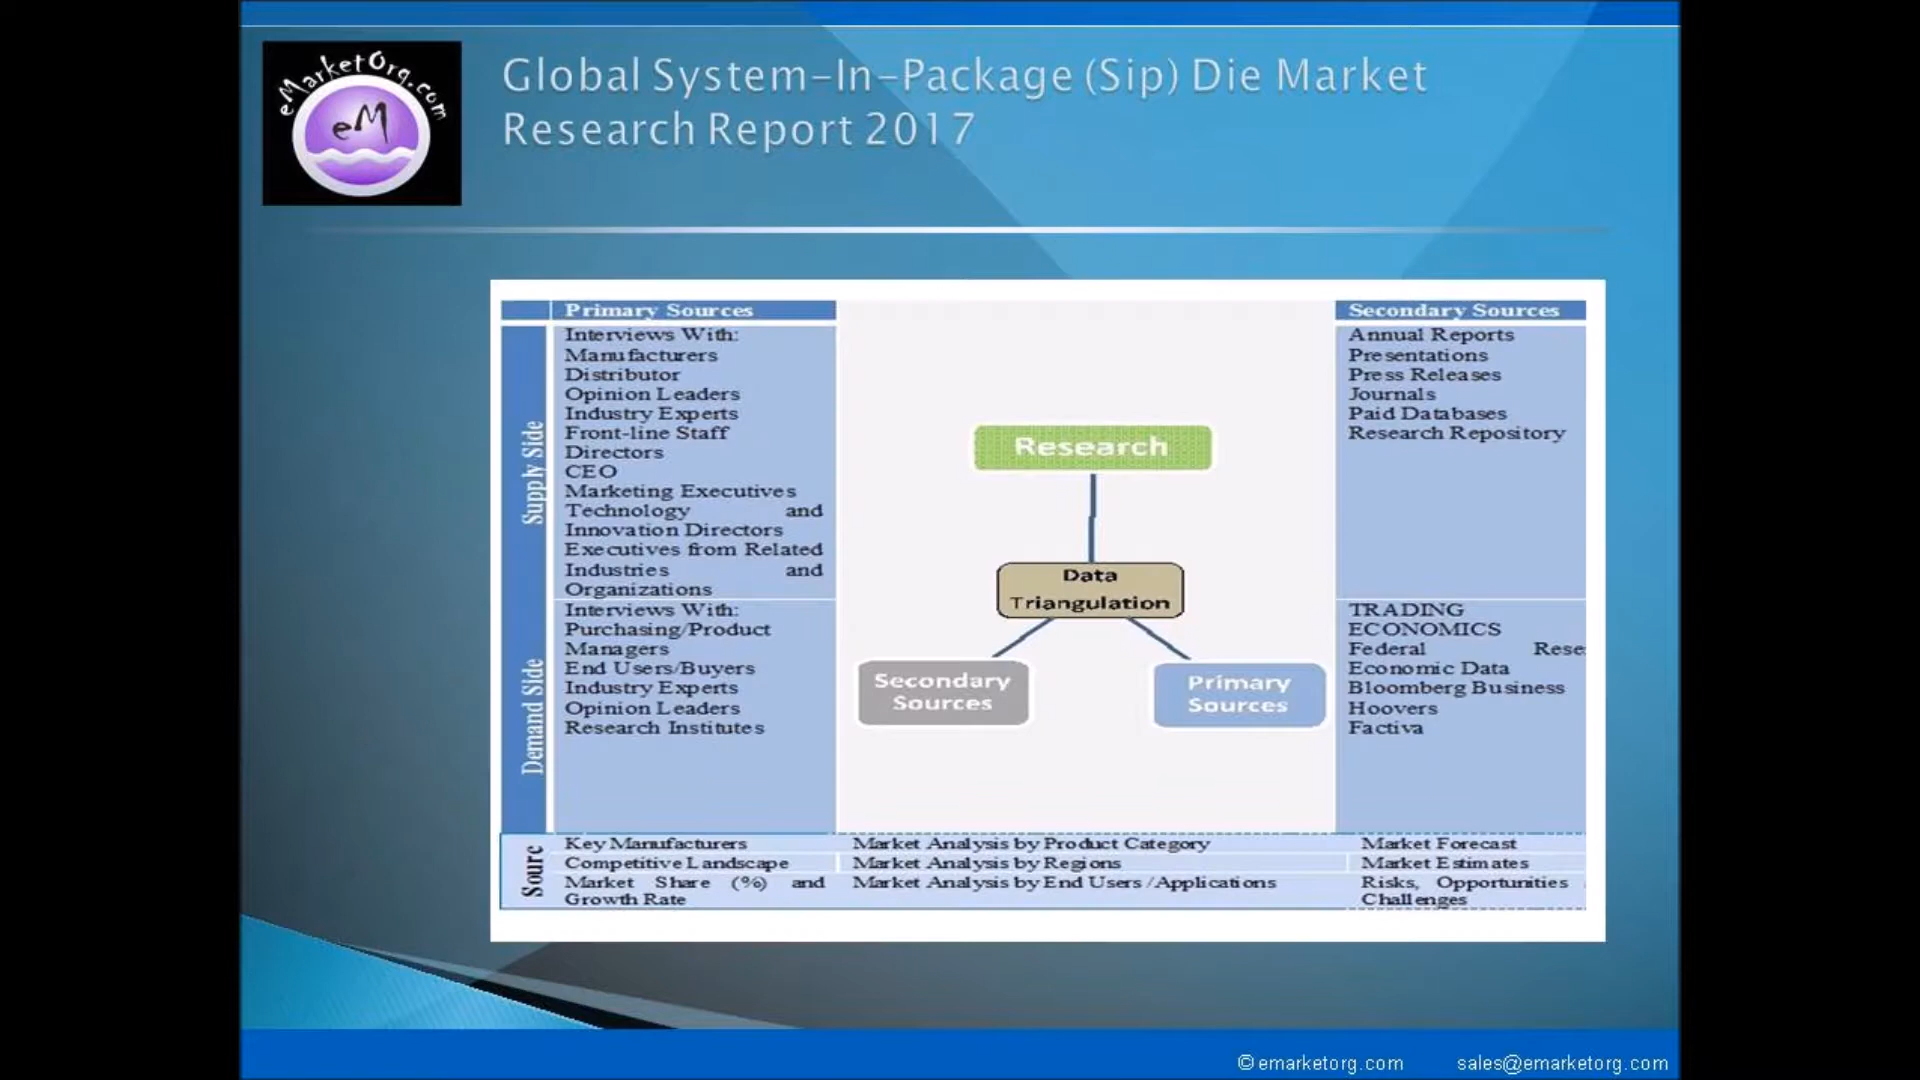 eMarketOrg.com
eM
Global System-In-Package (Sip) Die Market
Research Report 2017
Primary Sources
Secondary Sources
Supply Side
Interviews With:
Manufacturers
Distributor
Opinion Leaders
Industry Experts
Front-line Staff
Directors
CEO
Marketing Executives
Technology and
Innovation Directors
Executives from Related
Industries and
Organizations
Annual Reports
Presentations
Press Releases
Journals
Paid Databases
Research Repository
Research
Data
Triangulation
Secondary
Sources
Primary
Sources
Demand Side
Interviews With:
Purchasing/Product
Managers
End Users/Buyers
Industry Experts
Opinion Leaders
Research Institutes
TRADING
ECONOMICS
Federal Rese
Economic Data
Bloomberg Business
Hoovers
Factiva
Sourc
Key Manufacturers
Competitive Landscape
Market Share (%) and
Growth Rate
Market Analysis by Product Category
Market Analysis by Regions
Market Analysis by End Users /Applications
Market Forecast
Market Estimates
Risks, Opportunities
Challenges
© emarketorg.com
sales@emarketorg.com